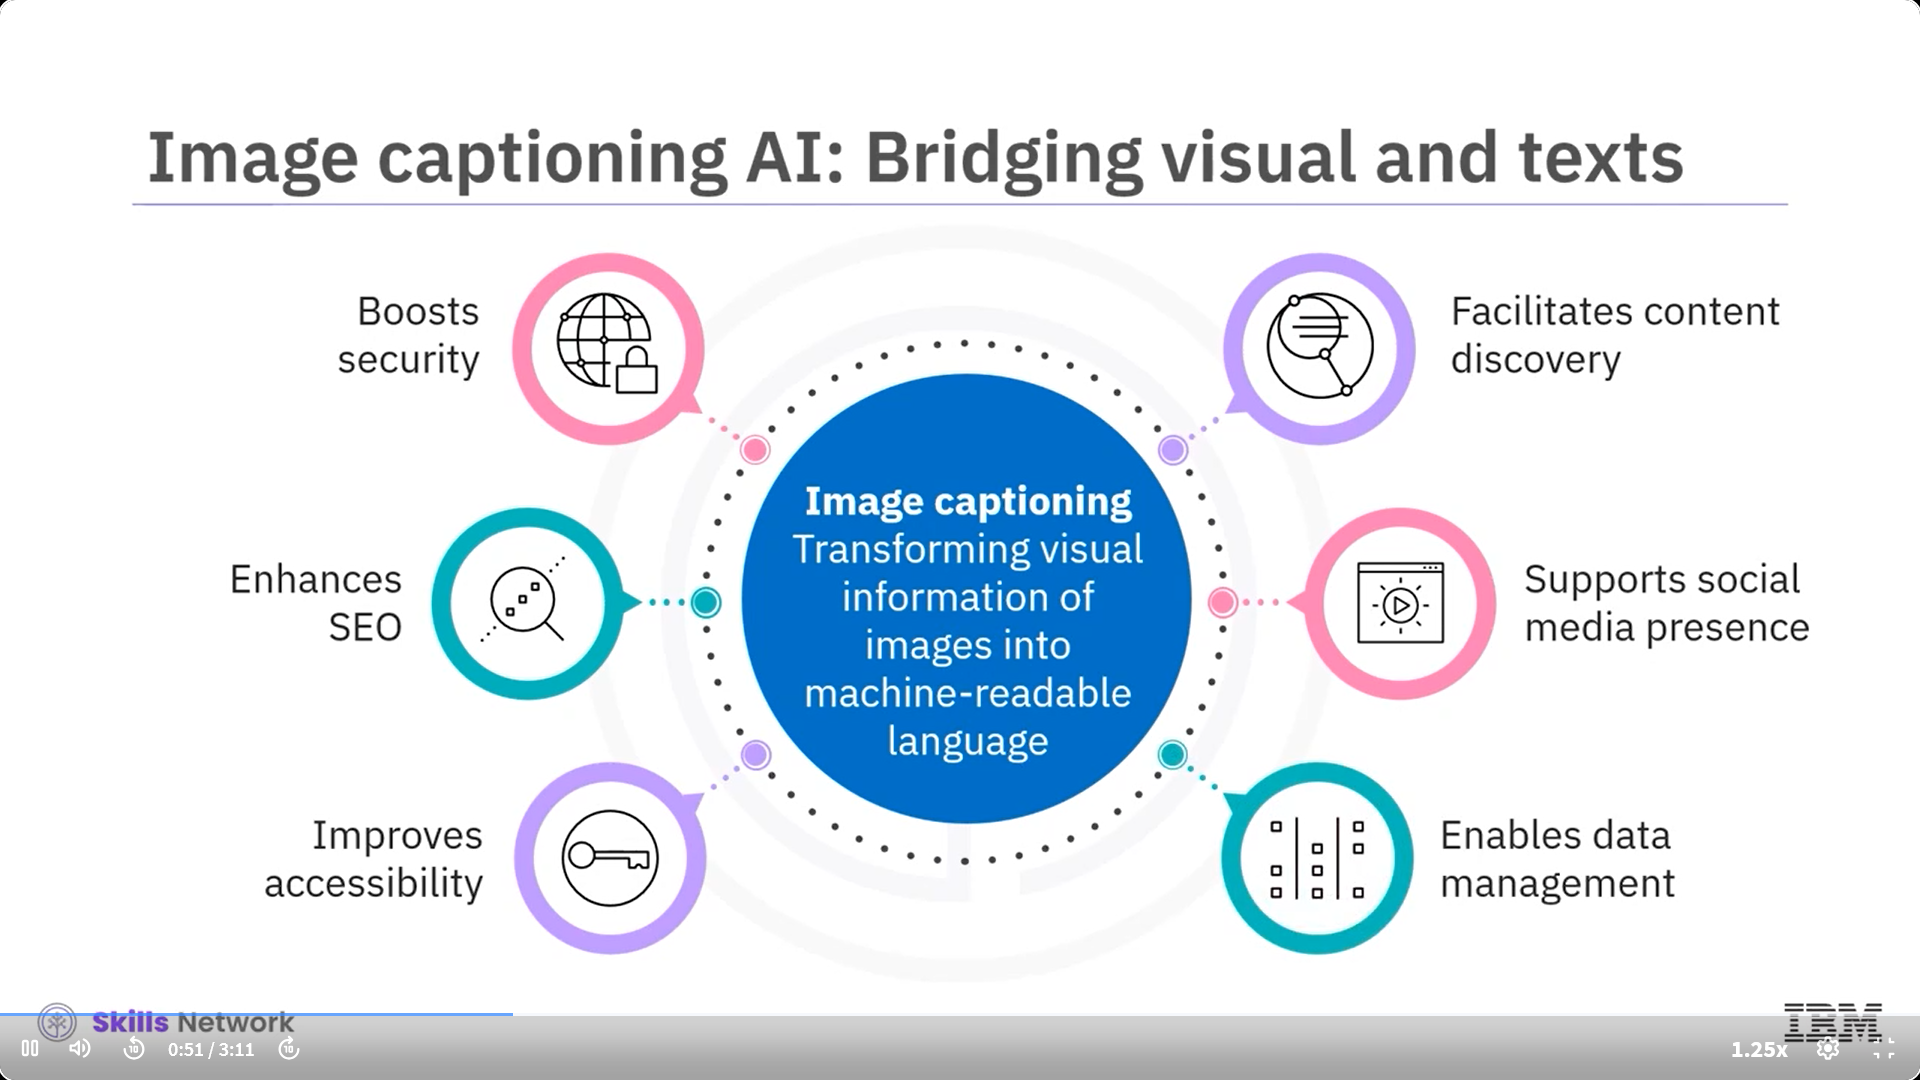 Image captioning AI: Bridging visual and texts
Boosts
security
Facilitates content
discovery
Image captioning
Transforming visual
information of
images into
machine-readable
language
Enhances
SEO
Supports social
media presence
Improves
accessibility
Enables data
management
Skills Network
IBM
10
0:51 / 3:11
10
1.25x